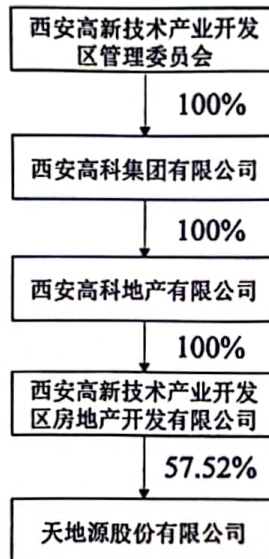 西安高新技术产业开发
区管理委员会
100%
西安高科集团有限公司
100%
西安高科地产有限公司
100%
西安高新技术产业开发
区房地产开发有限公司
57.52%
天地源股份有限公司